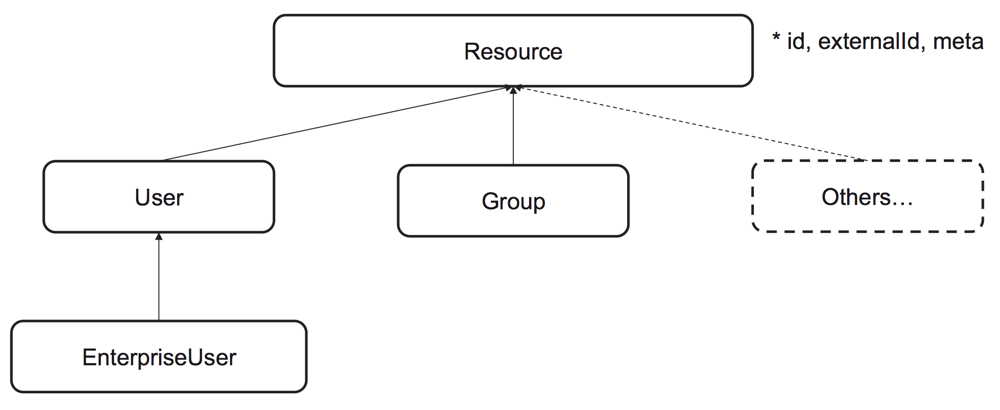 Resource
* id, externalId, meta
User
Group
Others…
EnterpriseUser